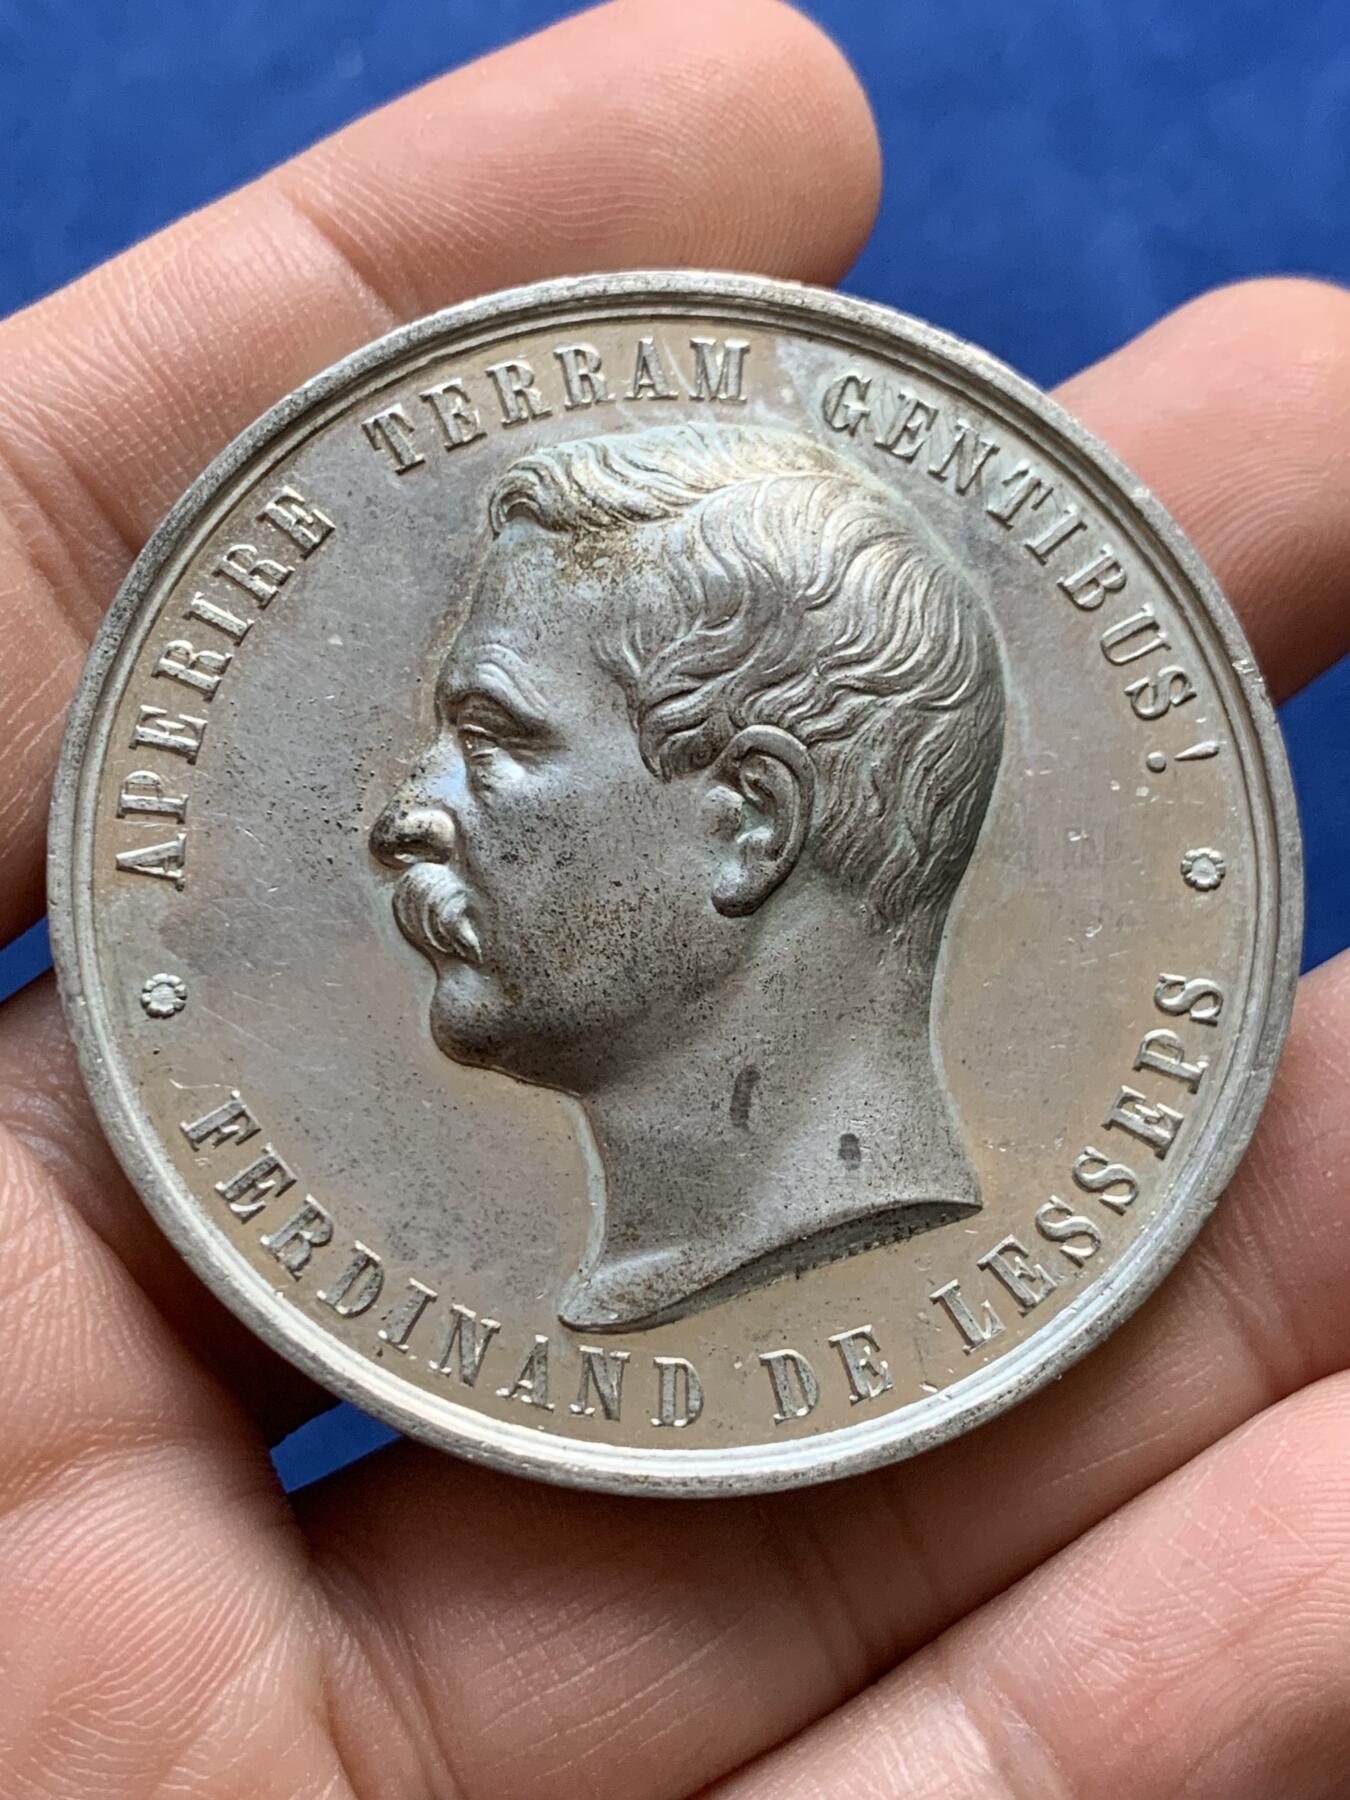 APERIRE TERRAM GENTIBUS!
FERDINAND DE LESSEPS